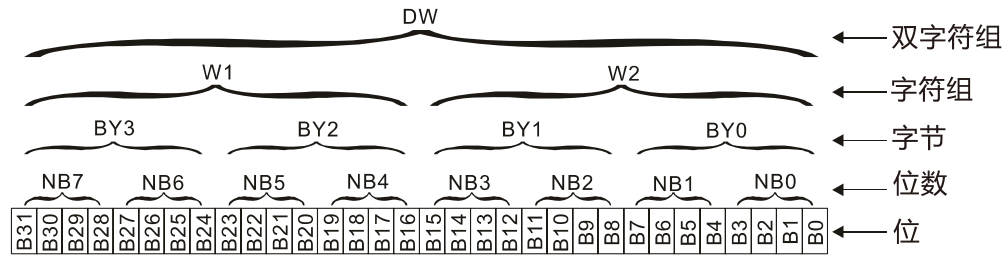 DW
双字符组
W1 W2
字符组
BY3 BY2 BY1 BY0
字节
NB7 NB6 NB5 NB4 NB3 NB2 NB1 NB0
位数
B31 B30 B29 B28 B27 B26 B25 B24 B23 B22 B21 B20 B19 B18 B17 B16 B15 B14 B13 B12 B11 B10 B9 B8 B7 B6 B5 B4 B3 B2 B1 B0
位